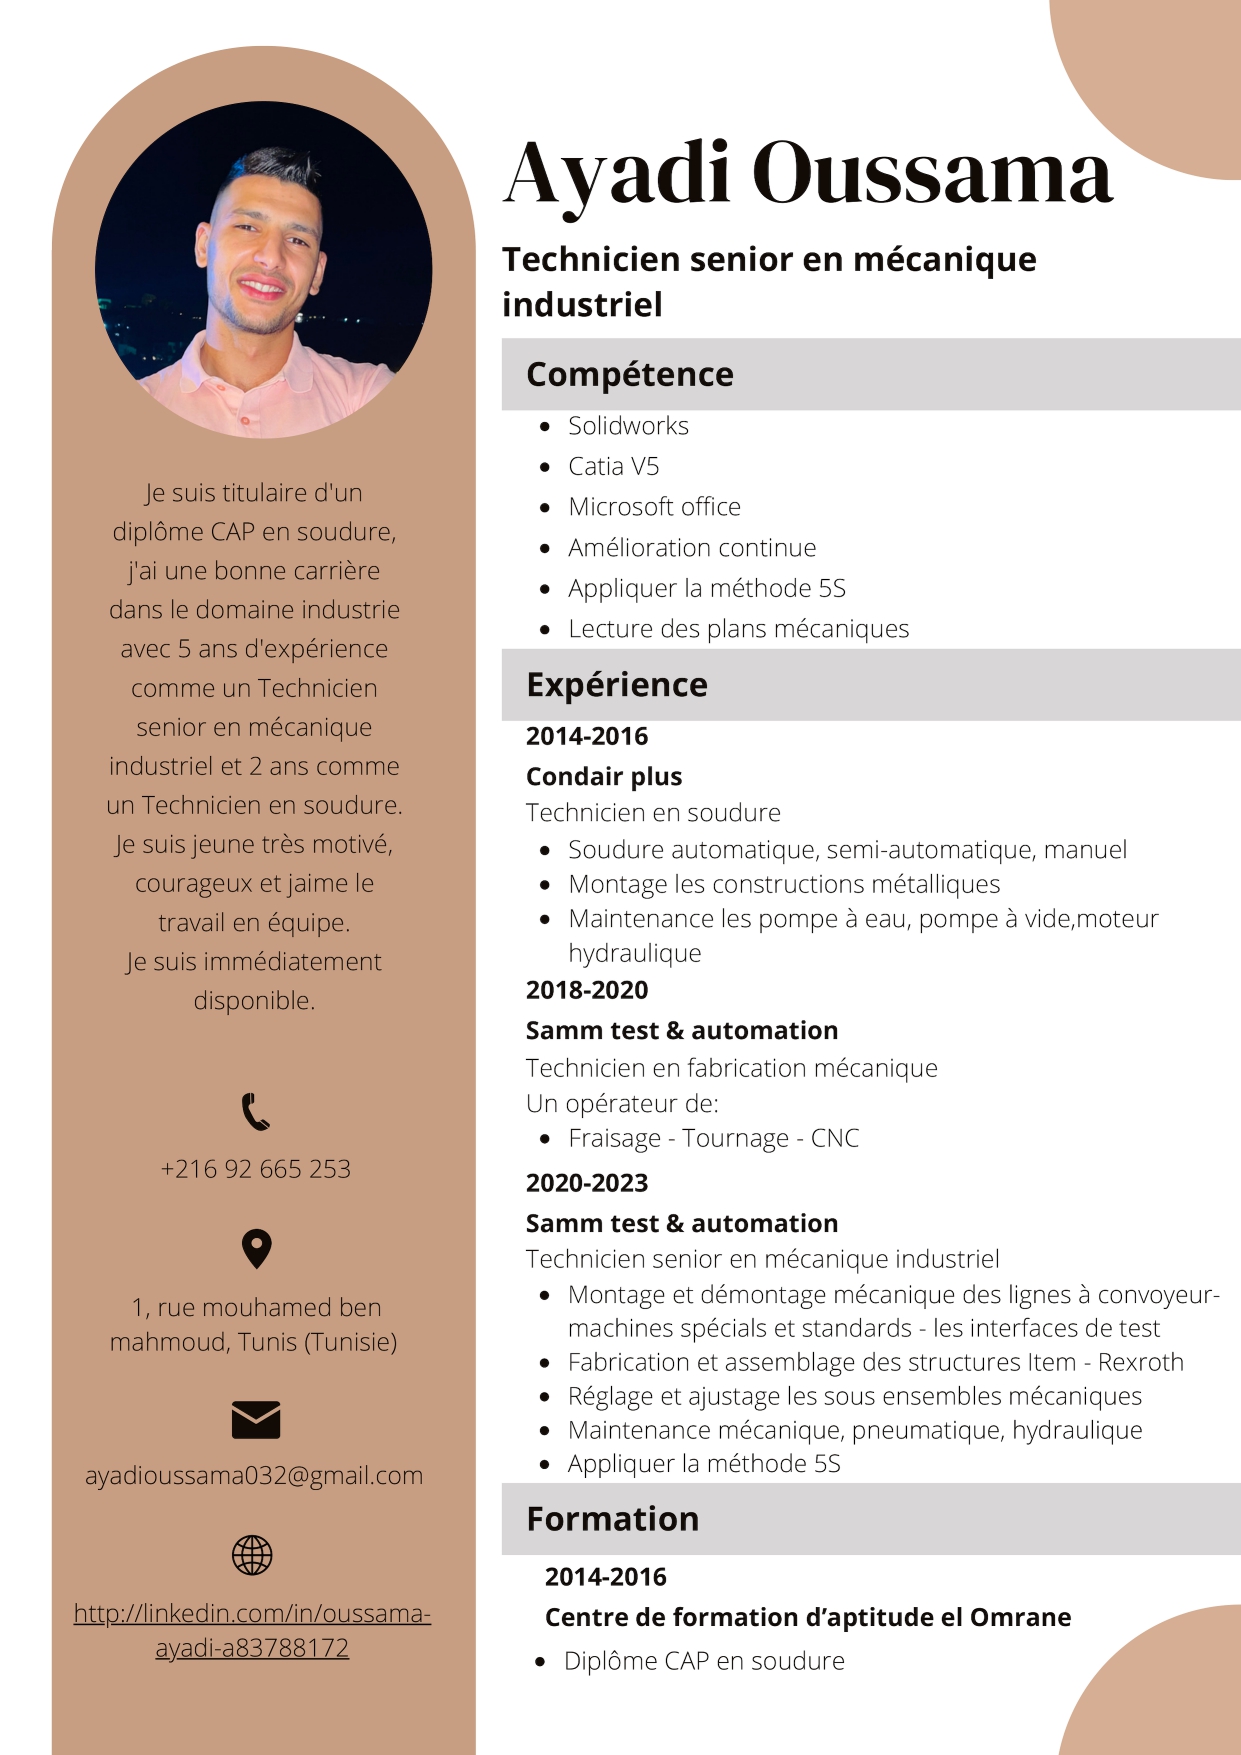 Ayadi Oussama
Technicien senior en mécanique
industriel
Je suis titulaire d'un
diplôme CAP en soudure,
j'ai une bonne carrière
dans le domaine industrie
avec 5 ans d'expérience
comme un Technicien
senior en mécanique
industriel et 2 ans comme
un Technicien en soudure.
Je suis jeune très motivé,
courageux et jaime le
travail en équipe.
Je suis immédiatement
disponible.
+216 92 665 253
1, rue mouhamed ben
mahmoud, Tunis (Tunisie)
ayadioussama032@gmail.com
http://linkedin.com/in/oussama-
ayadi-a83788172
Compétence
• Solidworks
• Catia V5
• Microsoft office
• Amélioration continue
• Appliquer la méthode 5S
• Lecture des plans mécaniques
Expérience
2014-2016
Condair plus
Technicien en soudure
• Soudure automatique, semi-automatique, manuel
• Montage les constructions métalliques
• Maintenance les pompe à eau, pompe à vide,moteur
hydraulique
2018-2020
Samm test & automation
Technicien en fabrication mécanique
Un opérateur de:
• Fraisage - Tournage - CNC
2020-2023
Samm test & automation
Technicien senior en mécanique industriel
• Montage et démontage mécanique des lignes à convoyeur-
machines spécials et standards - les interfaces de test
• Fabrication et assemblage des structures Item - Rexroth
• Réglage et ajustage les sous ensembles mécaniques
• Maintenance mécanique, pneumatique, hydraulique
• Appliquer la méthode 5S
Formation
2014-2016
Centre de formation d’aptitude el Omrane
• Diplôme CAP en soudure